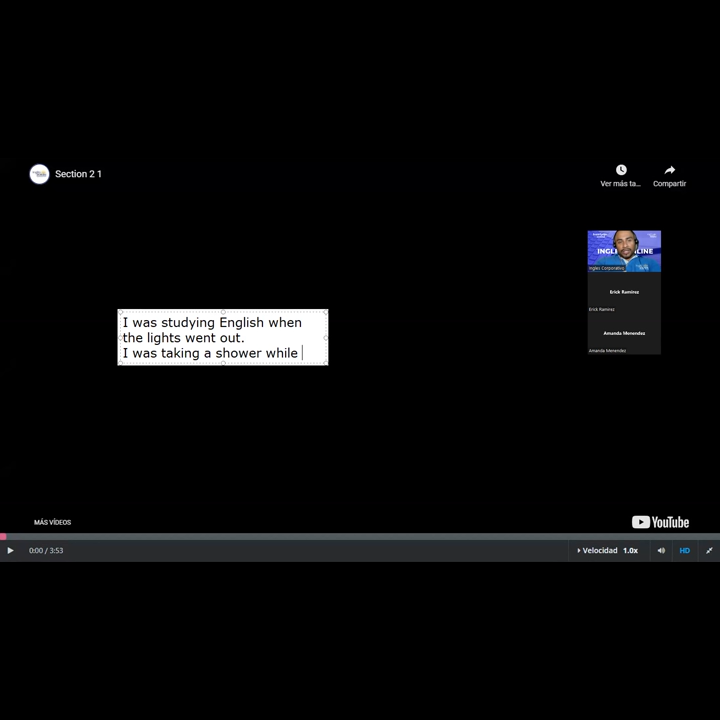 Section 2 1
Ver más ta...
Compartir
INGL
LINE
Ingles Corporativo
Erick Ramirez
Erick Ramirez
Amanda Menendez
Amanda Menendez
I was studying English when
the lights went out.
I was taking a shower while
MÁS VÍDEOS
YouTube
0:00 / 3:53
Velocidad 1.0x
HD